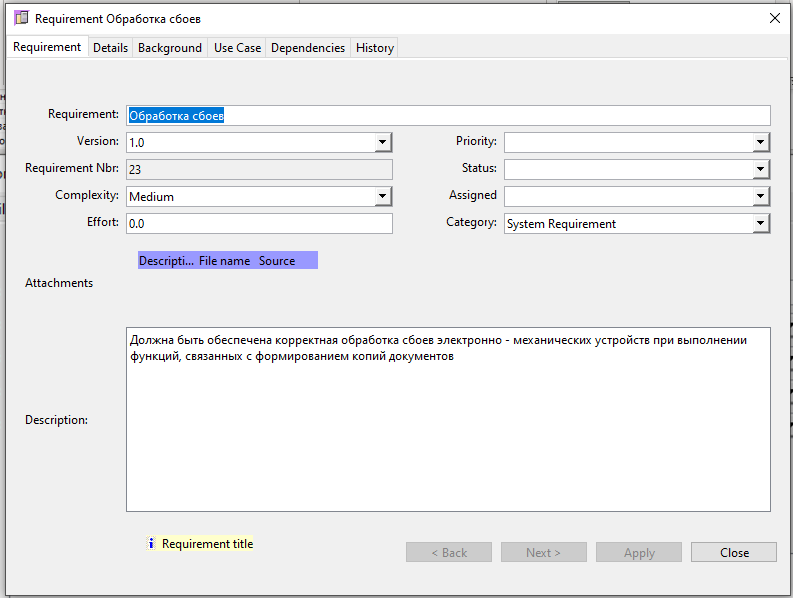 Requirement Обработка сбоев
Requirement Details Background Use Case Dependencies History
Requirement: Обработка сбоев
Version: 1.0 Priority:
Requirement Nbr: 23 Status:
Complexity: Medium Assigned
Effort: 0.0 Category: System Requirement
Descripti... File name Source
Attachments
Должна быть обеспечена корректная обработка сбоев электронно - механических устройств при выполнении
функций, связанных с формированием копий документов
Description:
i Requirement title
< Back Next > Apply Close